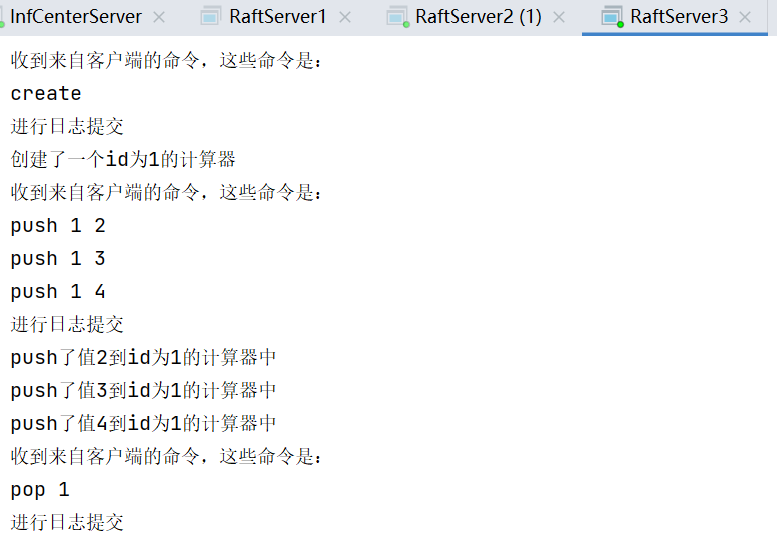 InfCenterServer RaftServer1 RaftServer2 (1) RaftServer3
收到来自客户端的命令，这些命令是：
create
进行日志提交
创建了一个id为1的计算器
收到来自客户端的命令，这些命令是：
push 1 2
push 1 3
push 1 4
进行日志提交
push了值2到id为1的计算器中
push了值3到id为1的计算器中
push了值4到id为1的计算器中
收到来自客户端的命令，这些命令是：
pop 1
进行日志提交